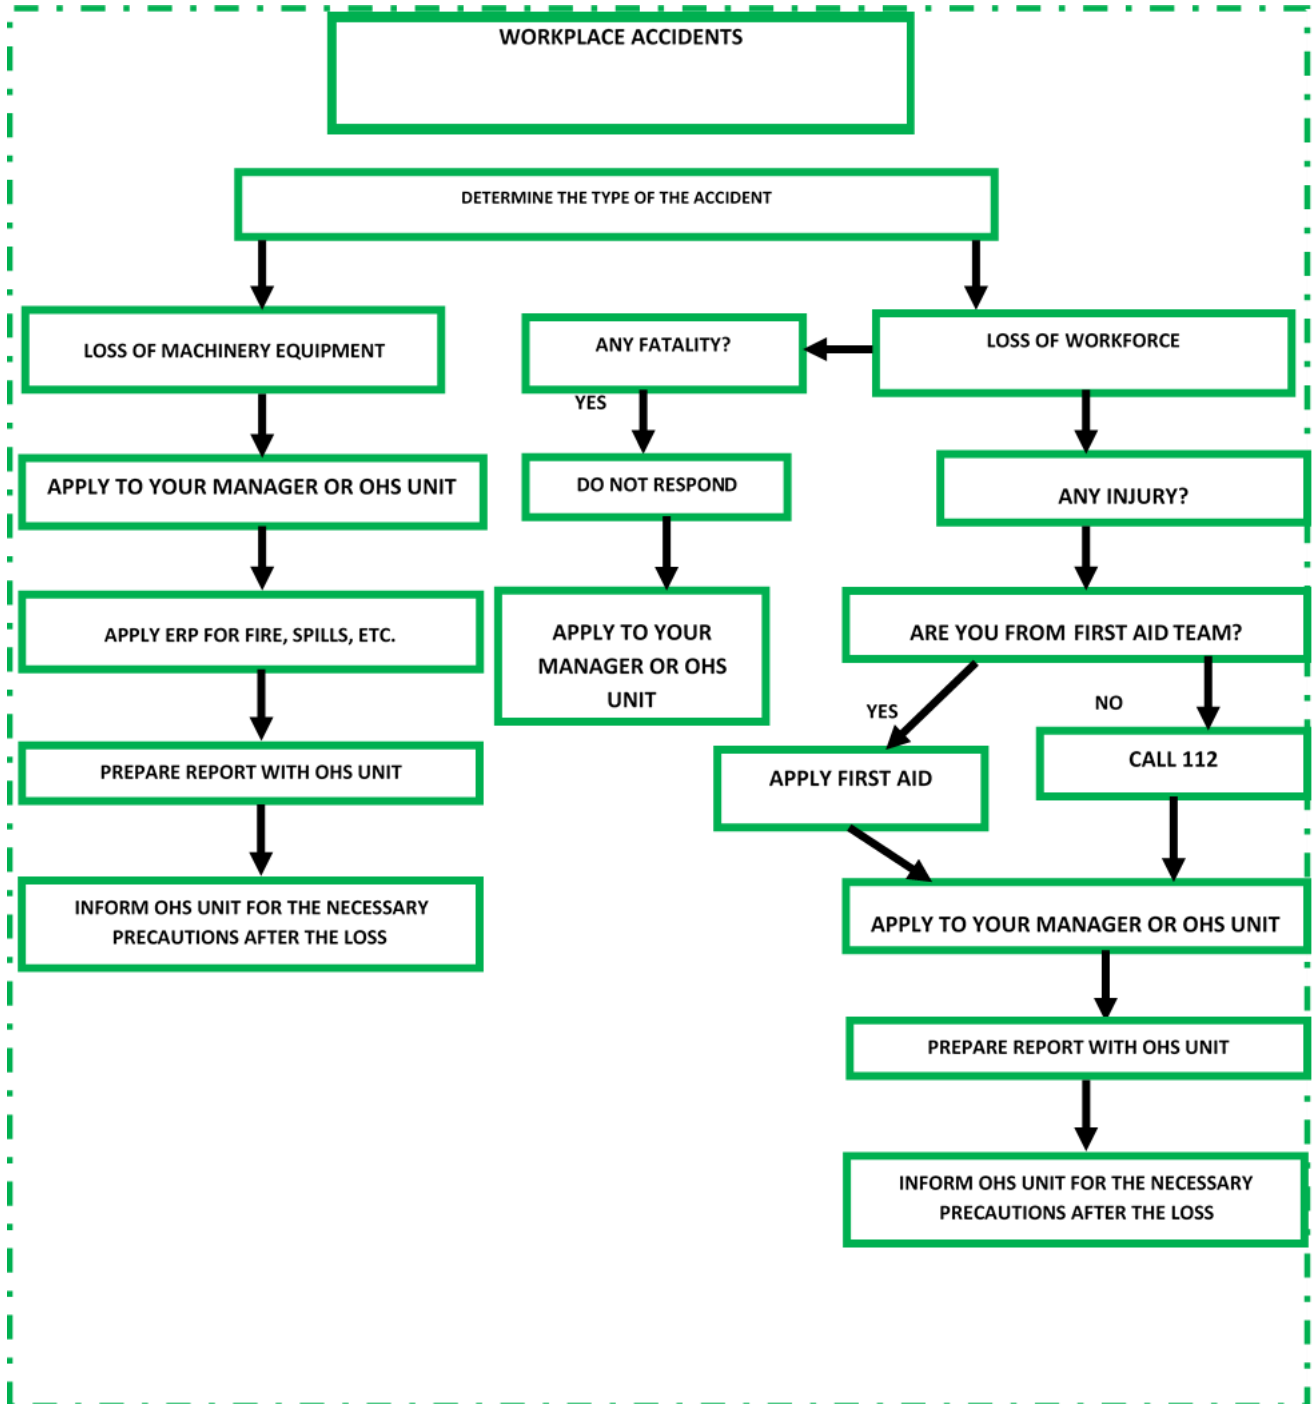 WORKPLACE ACCIDENTS
DETERMINE THE TYPE OF THE ACCIDENT
LOSS OF MACHINERY EQUIPMENT
ANY FATALITY?
LOSS OF WORKFORCE
YES
APPLY TO YOUR MANAGER OR OHS UNIT
DO NOT RESPOND
ANY INJURY?
APPLY ERP FOR FIRE, SPILLS, ETC.
APPLY TO YOUR
MANAGER OR OHS
UNIT
ARE YOU FROM FIRST AID TEAM?
YES
NO
PREPARE REPORT WITH OHS UNIT
APPLY FIRST AID
CALL 112
INFORM OHS UNIT FOR THE NECESSARY
PRECAUTIONS AFTER THE LOSS
APPLY TO YOUR MANAGER OR OHS UNIT
PREPARE REPORT WITH OHS UNIT
INFORM OHS UNIT FOR THE NECESSARY
PRECAUTIONS AFTER THE LOSS